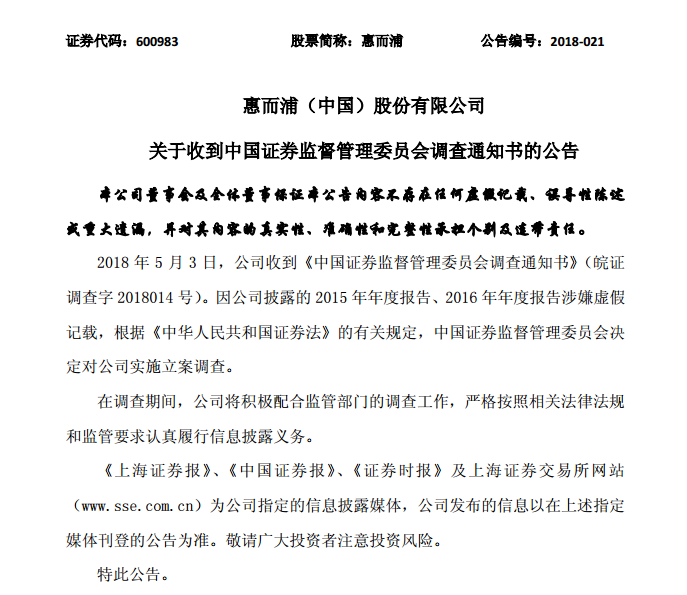 证券代码：600983 股票简称：惠而浦 公告编号：2018-021
惠而浦（中国）股份有限公司
关于收到中国证券监督管理委员会调查通知书的公告
本公司董事会及全体董事保证本公告内容不存在任何虚假记载、误导性陈述
或重大遗漏，并对其内容的真实性、准确性和完整性承担个别及连带责任。
2018 年 5 月 3 日，公司收到《中国证券监督管理委员会调查通知书》（皖证
调查字 2018014 号）。因公司披露的 2015 年年度报告、2016 年年度报告涉嫌虚假
记载，根据《中华人民共和国证券法》的有关规定，中国证券监督管理委员会决
定对公司实施立案调查。
在调查期间，公司将积极配合监管部门的调查工作，严格按照相关法律法规
和监管要求认真履行信息披露义务。
《上海证券报》、《中国证券报》、《证券时报》及上海证券交易所网站
（www.sse.com.cn）为公司指定的信息披露媒体，公司发布的信息以在上述指定
媒体刊登的公告为准。敬请广大投资者注意投资风险。
特此公告。